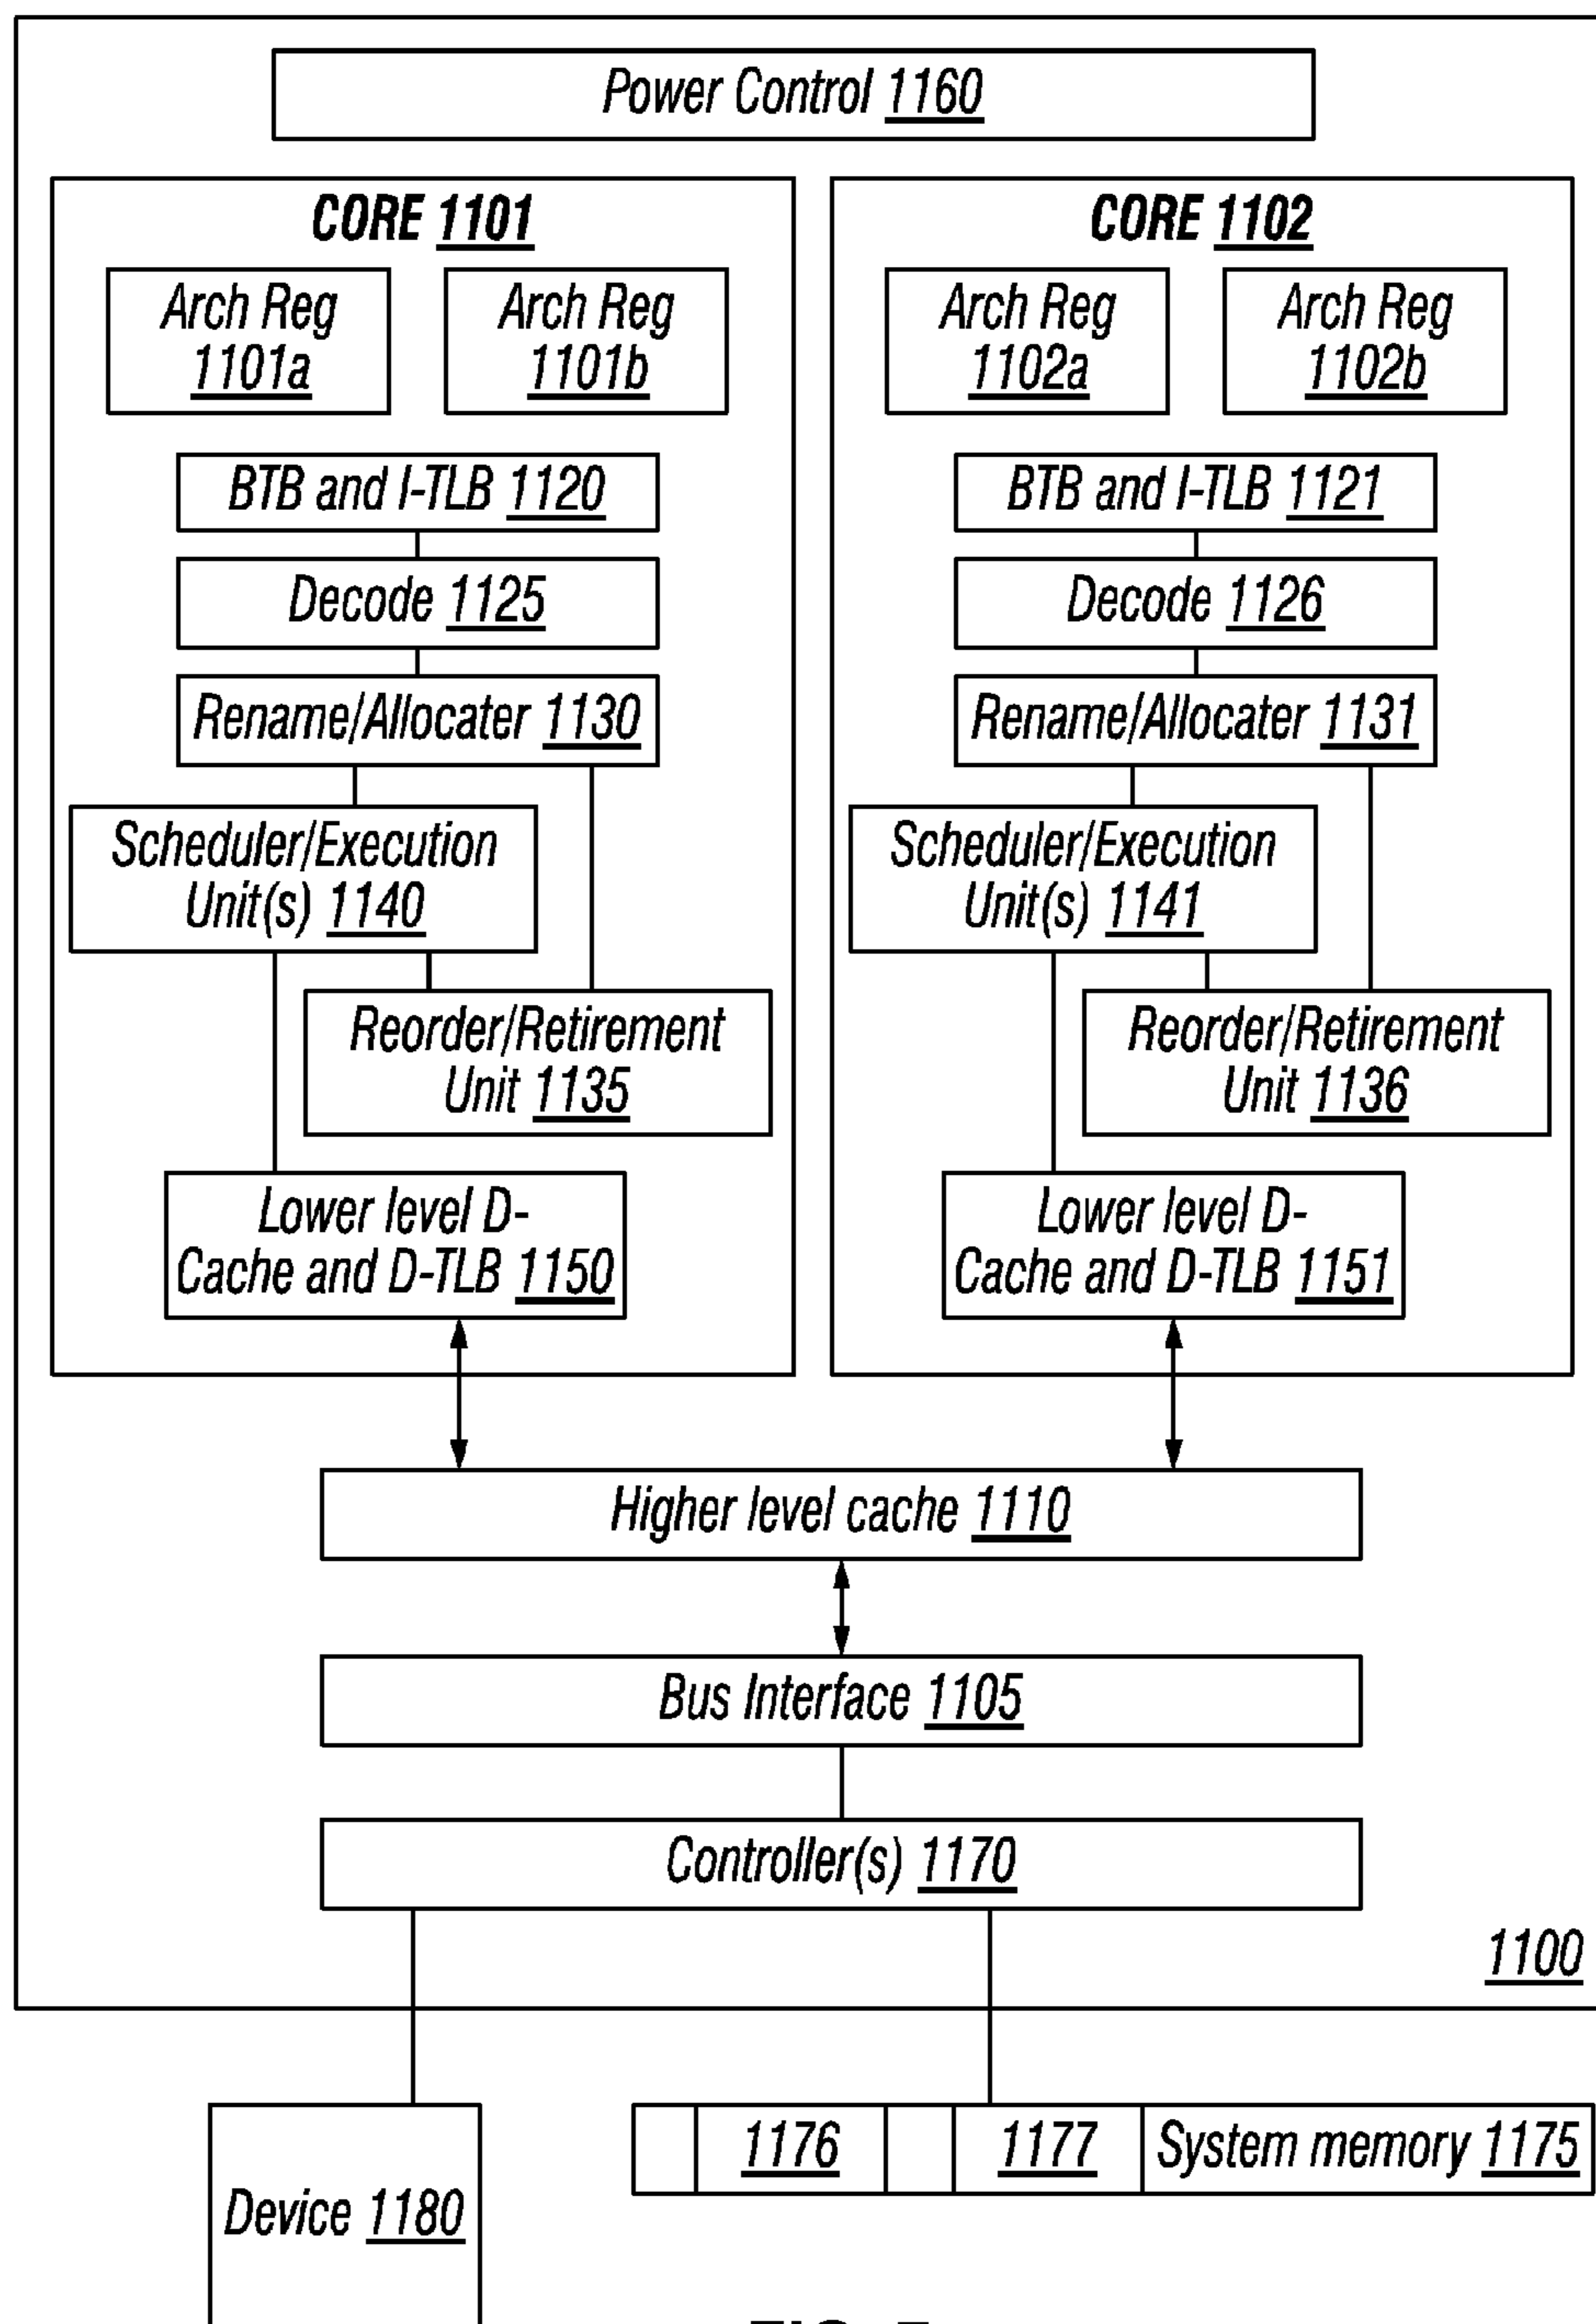 Power Control 1160
CORE 1101
Arch Reg
1101a
Arch Reg
1101b
BTB and I-TLB 1120
Decode 1125
Rename/Allocater 1130
Scheduler/Execution
Unit(s) 1140
Reorder/Retirement
Unit 1135
Lower level D-
Cache and D-TLB 1150
CORE 1102
Arch Reg
1102a
Arch Reg
1102b
BTB and I-TLB 1121
Decode 1126
Rename/Allocater 1131
Scheduler/Execution
Unit(s) 1141
Reorder/Retirement
Unit 1136
Lower level D-
Cache and D-TLB 1151
Higher level cache 1110
Bus Interface 1105
Controller(s) 1170
1100
1176
1177
System memory 1175
Device 1180